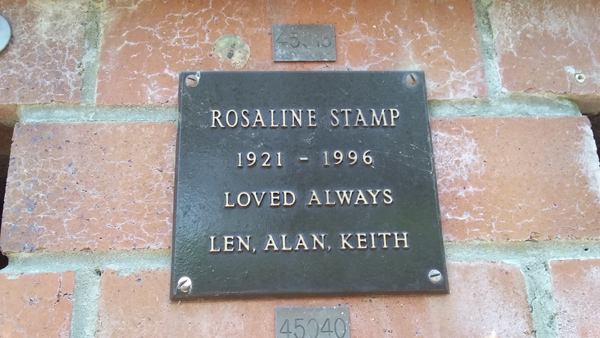 ROSALINE STAMP
1921 - 1996
LOVED ALWAYS
LEN, ALAN, KEITH
45040